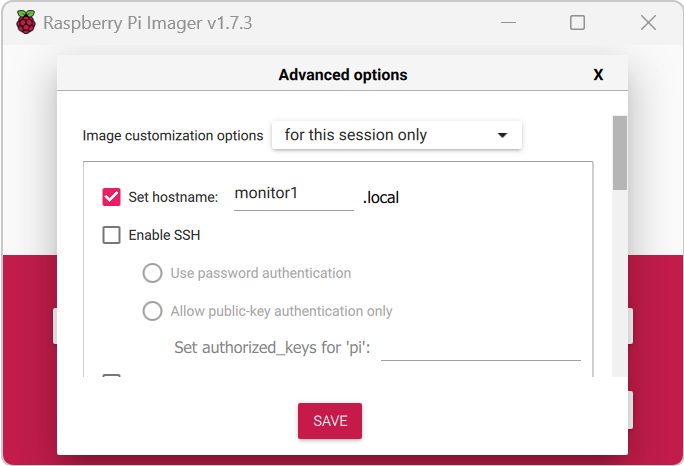 Raspberry Pi Imager v1.7.3
Advanced options X
Image customization options for this session only
Set hostname: monitor1 .local
Enable SSH
Use password authentication
Allow public-key authentication only
Set authorized_keys for 'pi':
SAVE